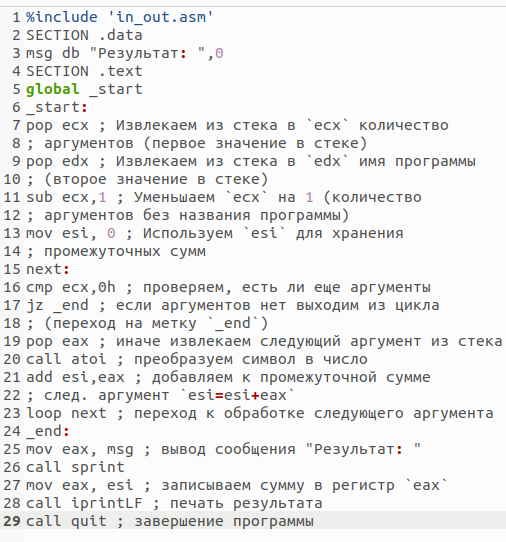 1 %include 'in_out.asm'
2 SECTION .data
3 msg db "Результат: ",0
4 SECTION .text
5 global _start
6 _start:
7 pop ecx ; Извлекаем из стека в `ecx` количество
8 ; аргументов (первое значение в стеке)
9 pop edx ; Извлекаем из стека в `edx` имя программы
10 ; (второе значение в стеке)
11 sub ecx,1 ; Уменьшаем `ecx` на 1 (количество
12 ; аргументов без названия программы)
13 mov esi, 0 ; Используем `esi` для хранения
14 ; промежуточных сумм
15 next:
16 cmp ecx,0h ; проверяем, есть ли еще аргументы
17 jz _end ; если аргументов нет выходим из цикла
18 ; (переход на метку `_end`)
19 pop eax ; иначе извлекаем следующий аргумент из стека
20 call atoi ; преобразуем символ в число
21 add esi,eax ; добавляем к промежуточной сумме
22 ; след. аргумент `esi=esi+eax`
23 loop next ; переход к обработке следующего аргумента
24 _end:
25 mov eax, msg ; вывод сообщения "Результат: "
26 call sprint
27 mov eax, esi ; записываем сумму в регистр `eax`
28 call iprintLF ; печать результата
29 call quit ; завершение программы